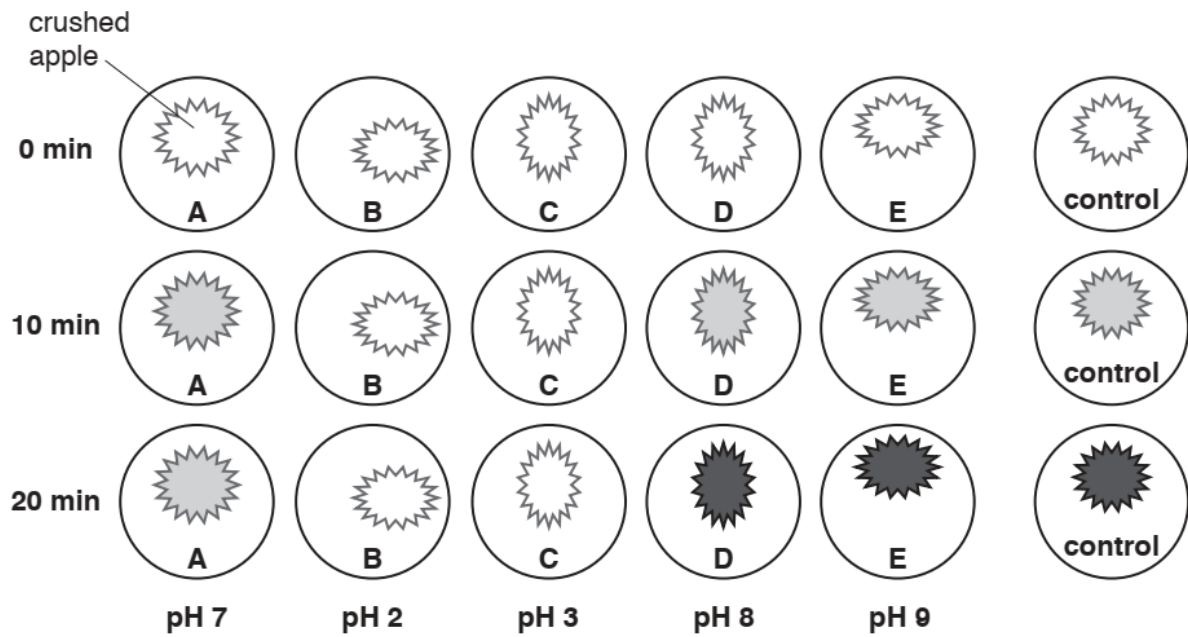 crushed
apple
0 min
A
B
C
D
E
control
10 min
A
B
C
D
E
control
20 min
A
B
C
D
E
control
pH 7
pH 2
pH 3
pH 8
pH 9